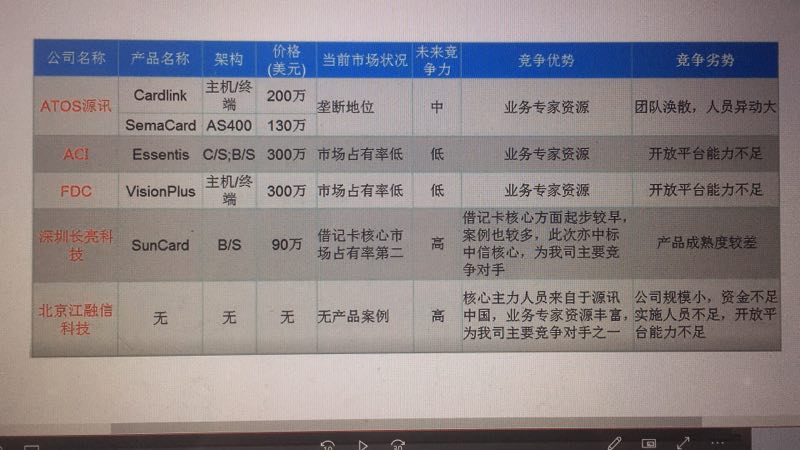 公司名称 产品名称 架构 价格(美元) 当前市场状况 未来竞争力 竞争优势 竞争劣势
ATOS源讯 Cardlink 主机/终端 200万 垄断地位 中 业务专家资源 团队涣散，人员异动大
SemaCard AS400 130万
ACI Essentis C/S;B/S 300万 市场占有率低 低 业务专家资源 开放平台能力不足
FDC VisionPlus 主机/终端 300万 市场占有率低 低 业务专家资源 开放平台能力不足
深圳长亮科技 SunCard B/S 90万 借记卡核心市场占有率第二 高 借记卡核心方面起步较早，案例也较多，此次亦中标中信核心，为我司主要竞争对手 产品成熟度较差
北京江融信科技 无 无 无 无产品案例 高 核心主力人员来自于源讯中国，业务专家资源丰富，为我司主要竞争对手之一 公司规模小，资金不足实施人员不足，开放平台能力不足
10 30